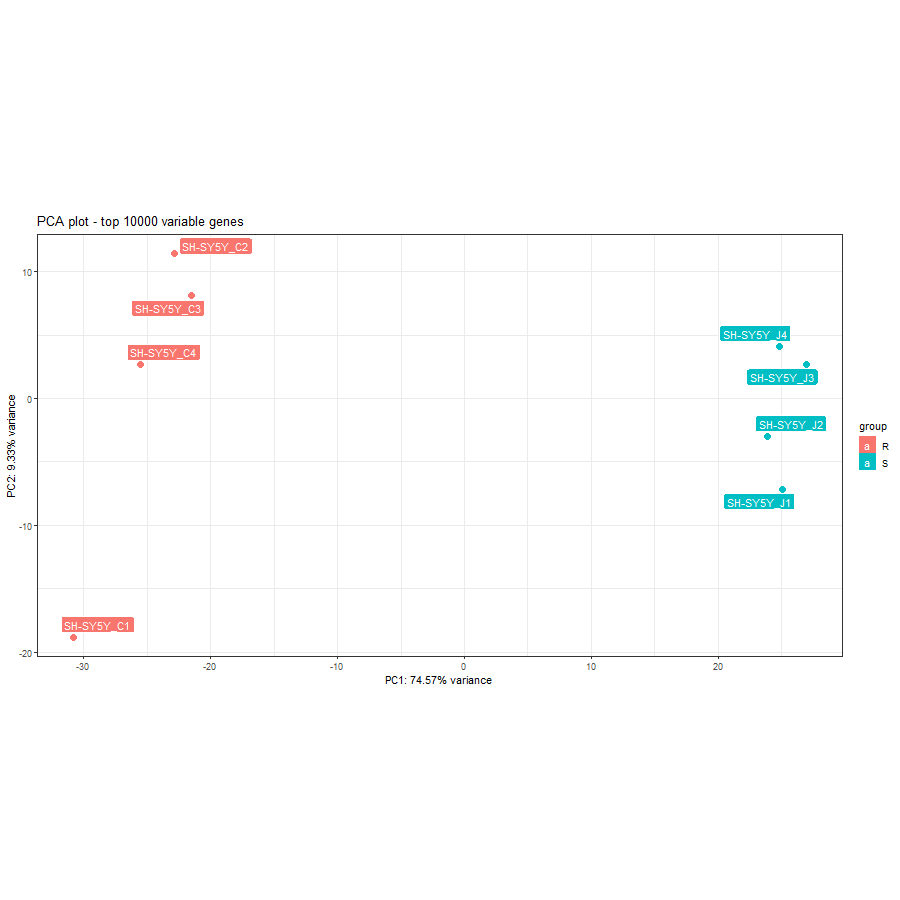 PCA plot - top 10000 variable genes
SH-SY5Y_C2
10
SH-SY5Y_C3
SH-SY5Y_J4
SH-SY5Y_C4
SH-SY5Y_J3
0
SH-SY5Y_J2
group
PC2: 9.33% variance
a R
a S
SH-SY5Y_J1
-10
SH-SY5Y_C1
-20
-30 -20 -10 0 10 20
PC1: 74.57% variance